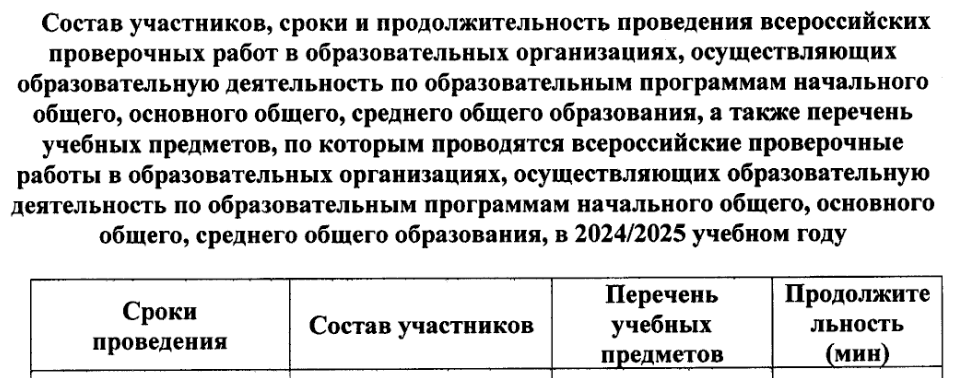 Состав участников, сроки и продолжительность проведения всероссийских
проверочных работ в образовательных организациях, осуществляющих
образовательную деятельность по образовательным программам начального
общего, основного общего, среднего общего образования, а также перечень
учебных предметов, по которым проводятся всероссийские проверочные
работы в образовательных организациях, осуществляющих образовательную
деятельность по образовательным программам начального общего, основного
общего, среднего общего образования, в 2024/2025 учебном году
Сроки
проведения
Состав участников
Перечень
учебных
предметов
Продолжите
льность
(мин)